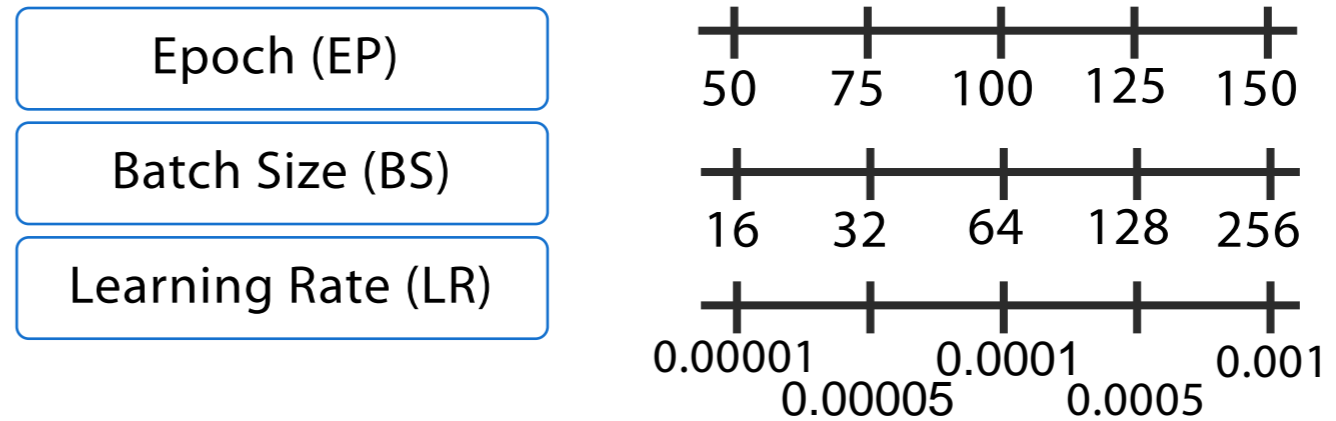 Epoch (EP)
50 75 100 125 150
Batch Size (BS)
16 32 64 128 256
Learning Rate (LR)
0.00001 0.0001 0.001
0.00005 0.0005